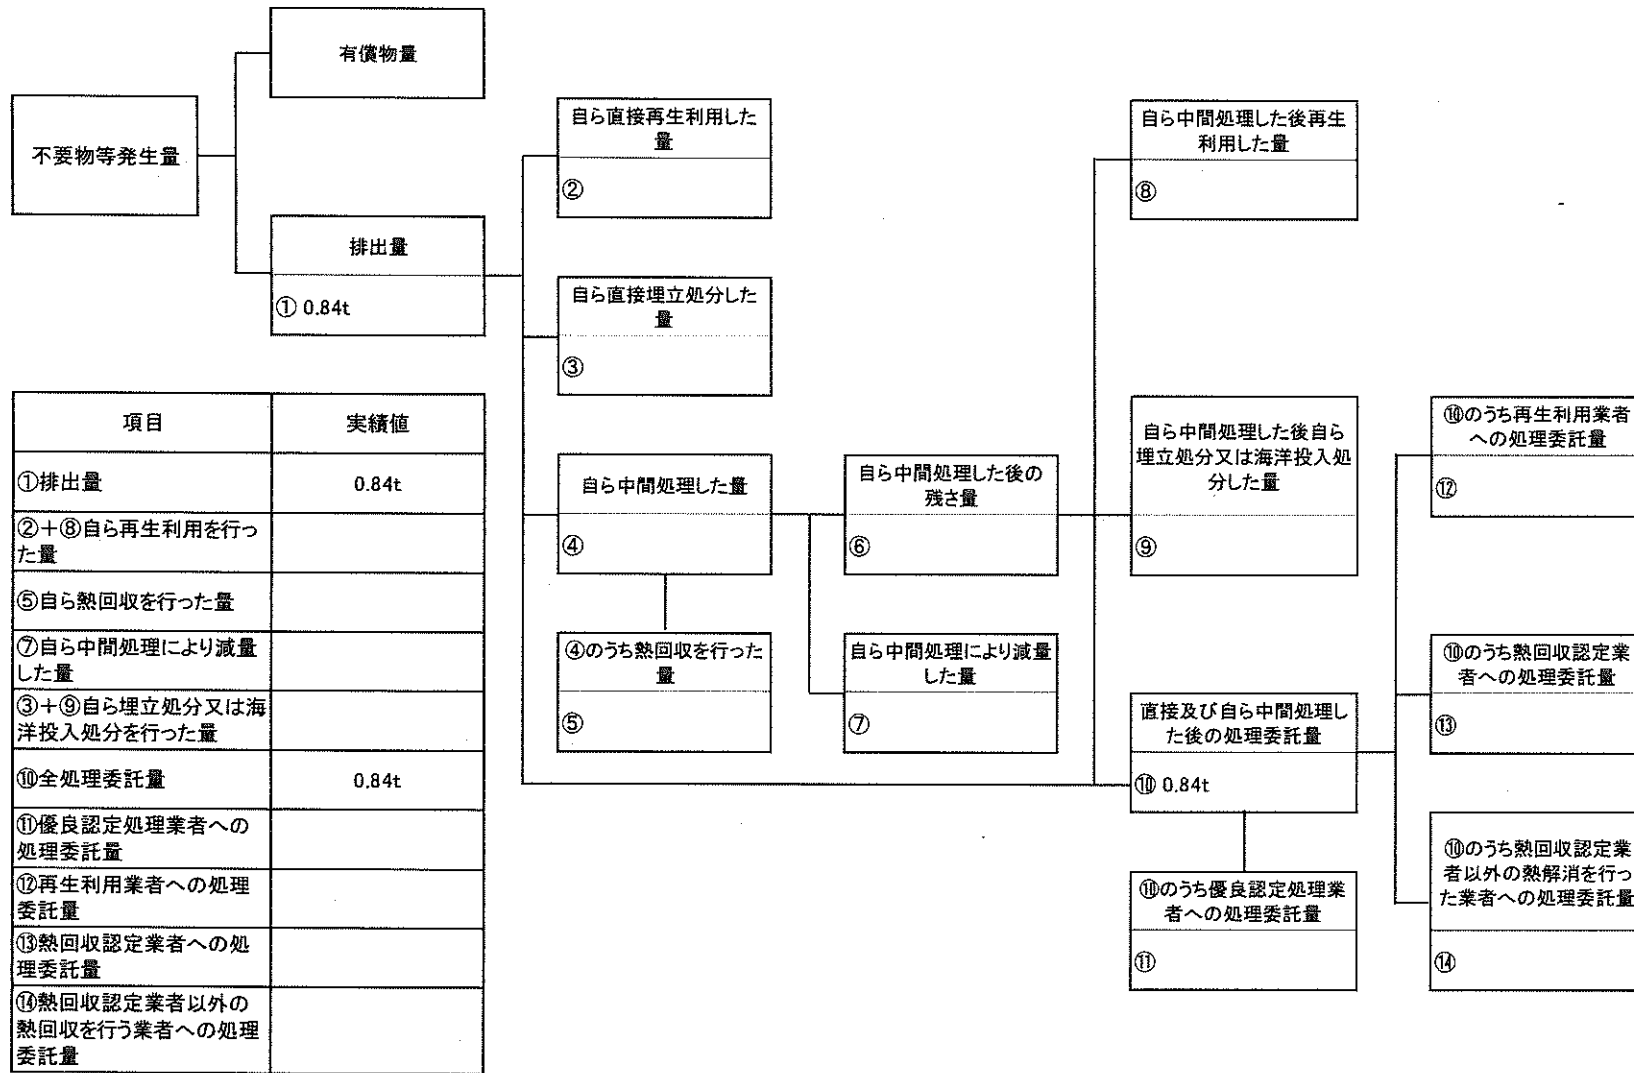 有償物量
不要物等発生量
排出量
① 0.84t
自ら直接再生利用した
量
②
自ら直接埋立処分した
量
③
自ら中間処理した量
④
④のうち熱回収を行った
量
⑤
自ら中間処理した後の
残さ量
⑥
自ら中間処理により減量
した量
⑦
自ら中間処理した後再生
利用した量
⑧
自ら中間処理した後自ら
埋立処分又は海洋投入処
分した量
⑨
直接及び自ら中間処理し
た後の処理委託量
⑩ 0.84t
⑩のうち優良認定処理業
者への処理委託量
⑪
⑩のうち再生利用業者
への処理委託量
⑫
⑩のうち熱回収認定業
者への処理委託量
⑬
⑩のうち熱回収認定業
者以外の熱解消を行っ
た業者への処理委託量
⑭
項目 実績値
①排出量 0.84t
②+⑧自ら再生利用を行っ
た量
⑤自ら熱回収を行った量
⑦自ら中間処理により減量
した量
③+⑨自ら埋立処分又は海
洋投入処分を行った量
⑩全処理委託量 0.84t
⑪優良認定処理業者への
処理委託量
⑫再生利用業者への処理
委託量
⑬熱回収認定業者への処
理委託量
⑭熱回収認定業者以外の
熱回収を行う業者への処理
委託量